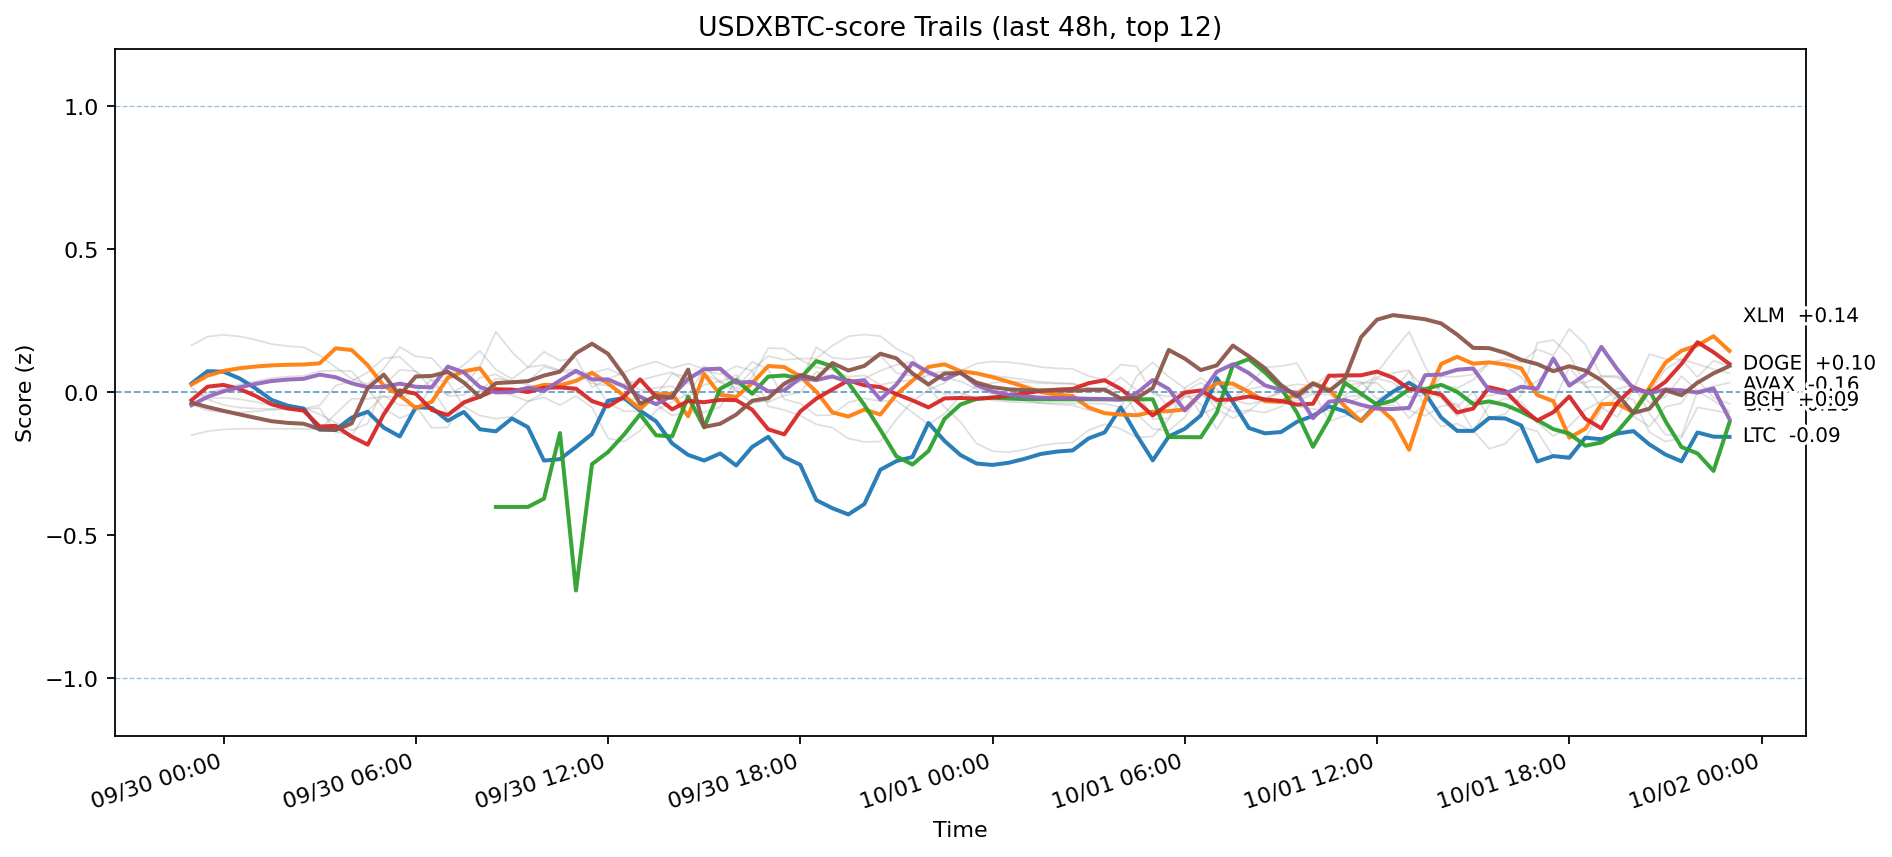 USDXBTC-score Trails (last 48h, top 12)
Score (z)
1.0
0.5
0.0
−0.5
−1.0
XLM +0.14
DOGE +0.10
AVAX -0.16
BCH +0.09
LTC -0.09
09/30 00:00
09/30 06:00
09/30 12:00
09/30 18:00
10/01 00:00
10/01 06:00
10/01 12:00
10/01 18:00
10/02 00:00
Time